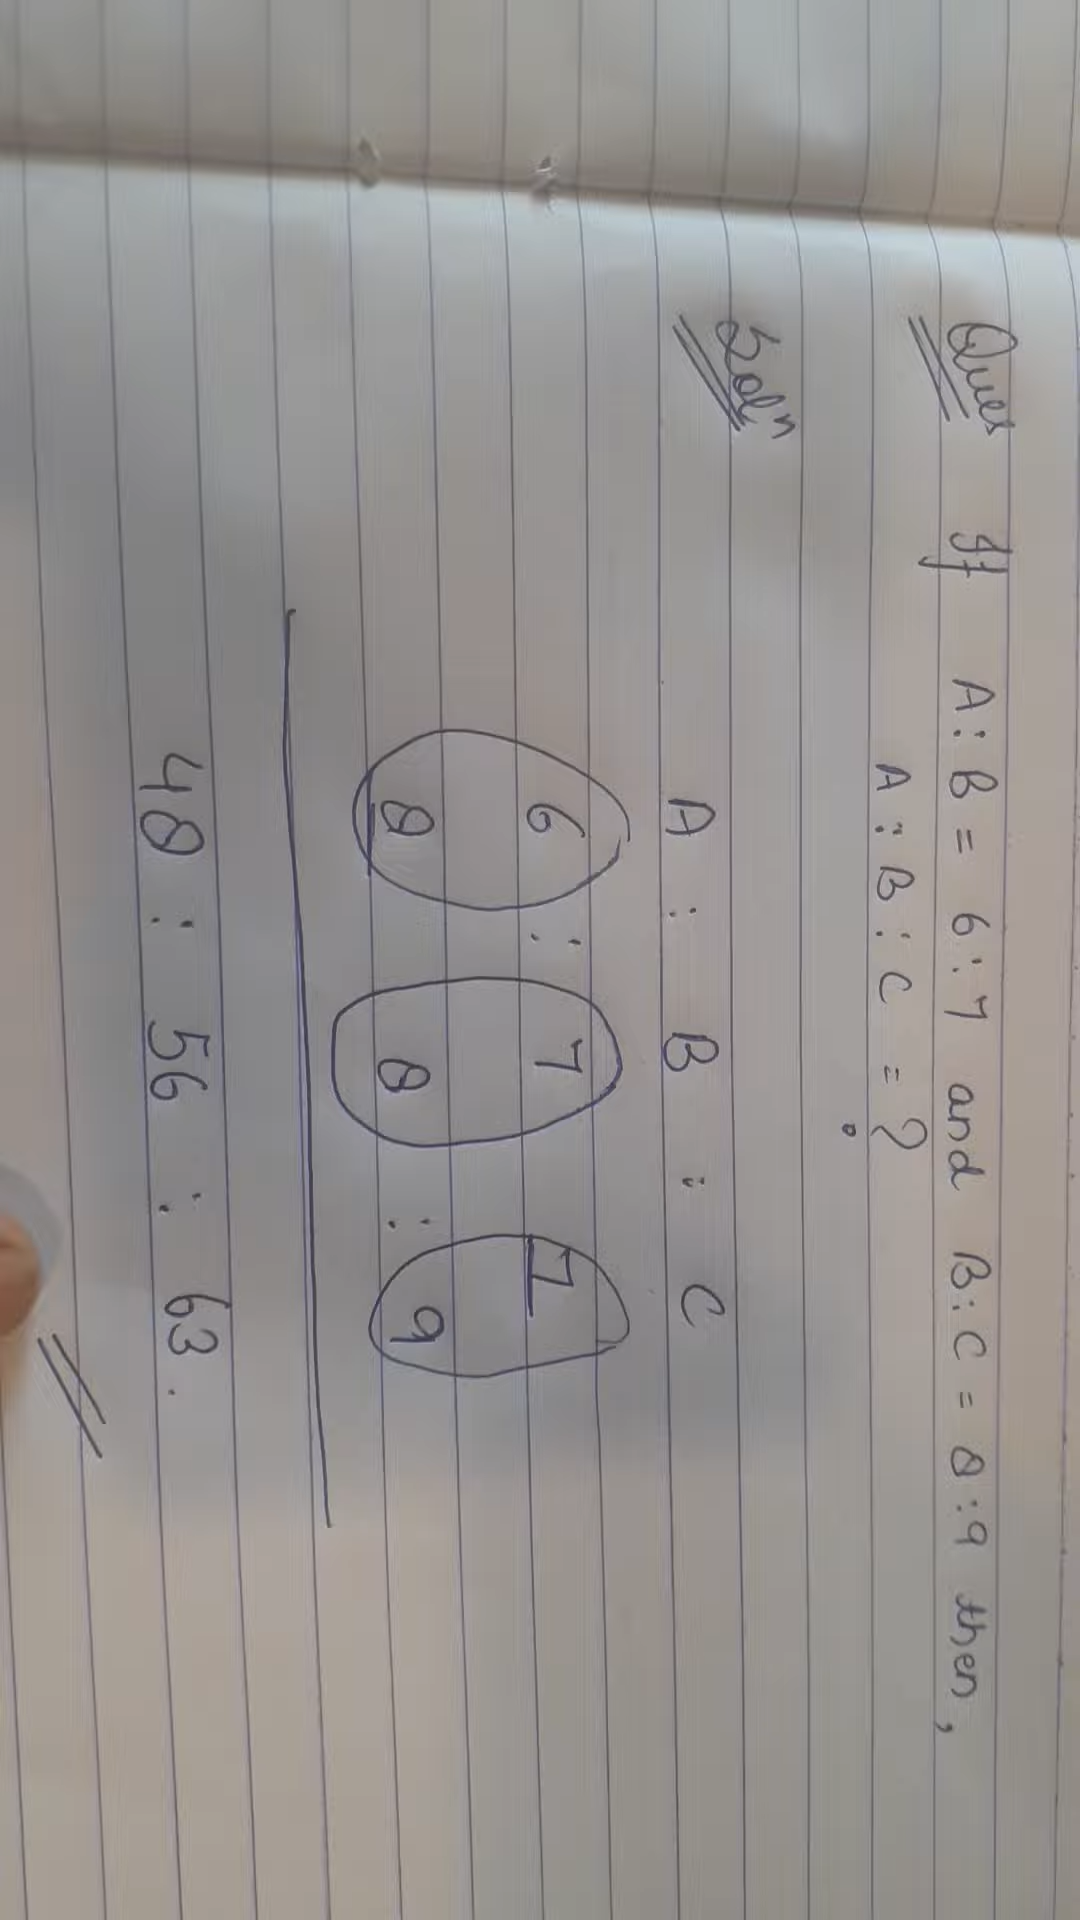 Ques If A:B = 6:7 and B:C = 8:9 then,
A:B:C = ?
Solⁿ
A : B : C
6 : 7 7
8 8 : 9
48 : 56 : 63.